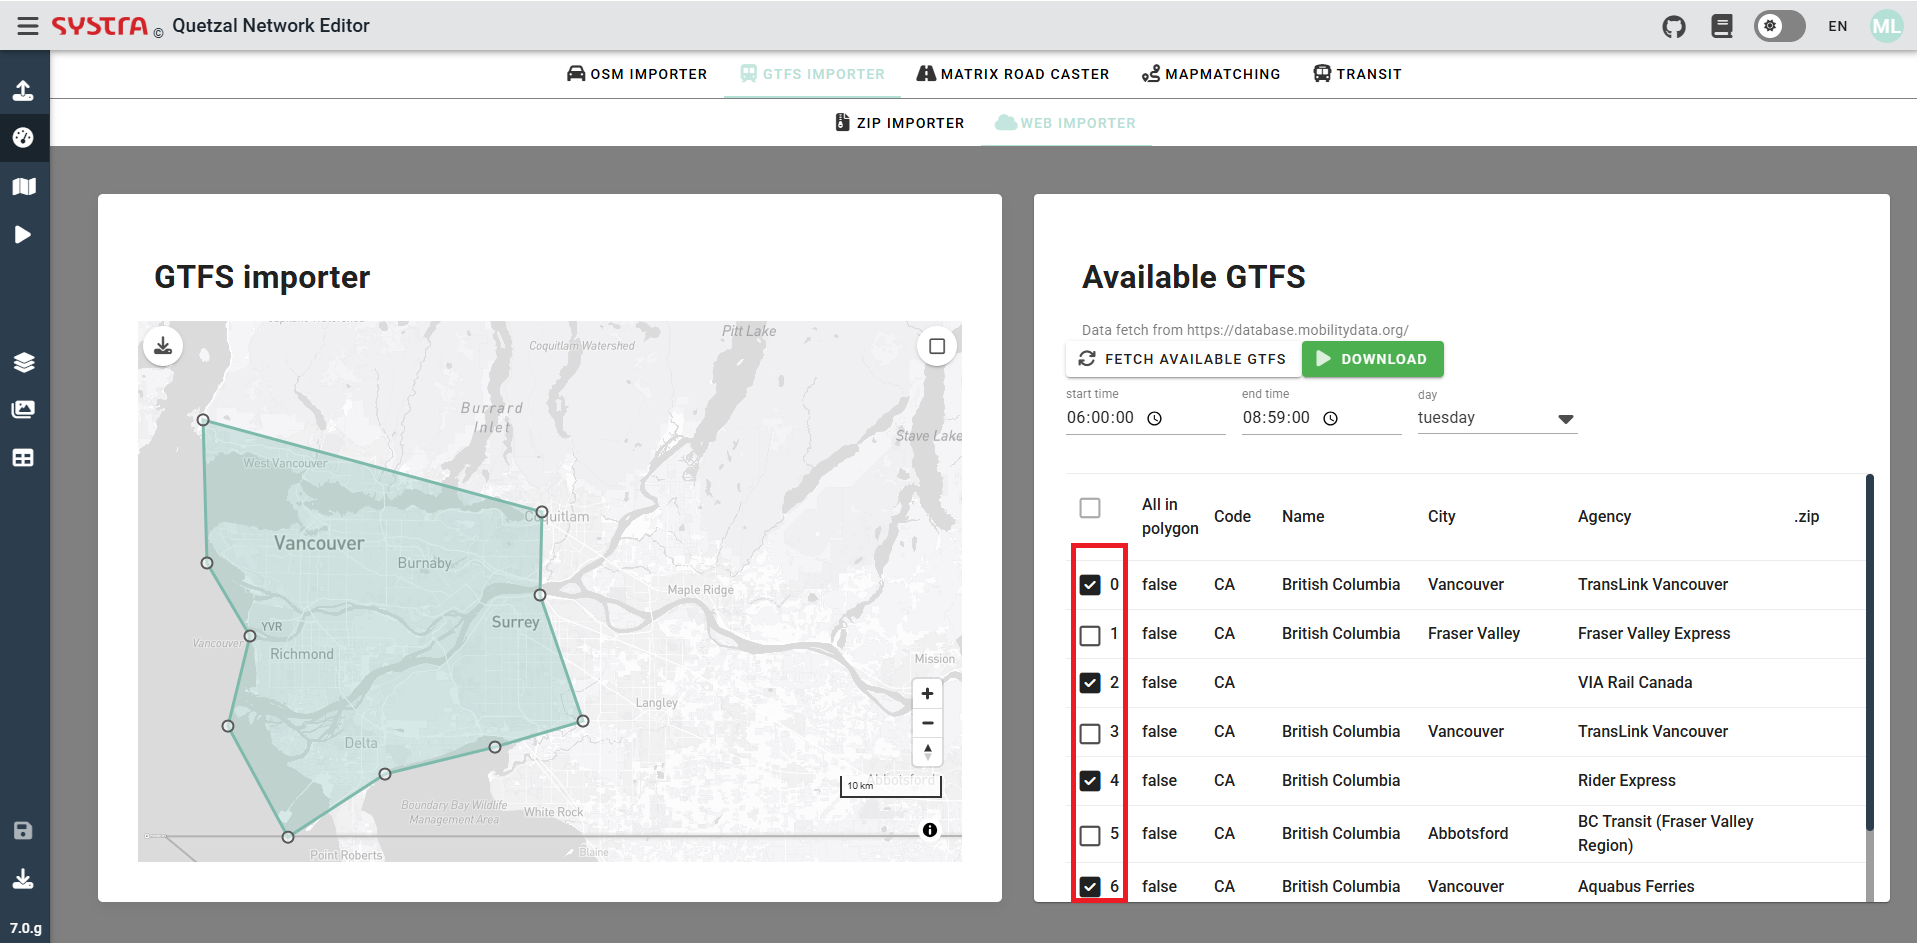 SYSTRA © Quetzal Network Editor EN ML
OSM IMPORTER GTFS IMPORTER MATRIX ROAD CASTER MAPMATCHING TRANSIT
ZIP IMPORTER WEB IMPORTER
GTFS importer
Pitt Lake
Coquitlam Watershed
Burrard
Inlet
Stave Lake
West Vancouver
Coquitlam
Vancouver
Burnaby
Maple Ridge
Surrey
YVR
Vancouver
Richmond
Mission
Langley
Delta
Abbotsford
10 km
Boundary Bay Wildlife
Management Area
White Rock
Point Roberts
Blaine
Available GTFS
Data fetch from https://database.mobilitydata.org/
FETCH AVAILABLE GTFS DOWNLOAD
start time end time day
06:00:00 08:59:00 tuesday
All in
polygon Code Name City Agency .zip
0 false CA British Columbia Vancouver TransLink Vancouver
1 false CA British Columbia Fraser Valley Fraser Valley Express
2 false CA VIA Rail Canada
3 false CA British Columbia Vancouver TransLink Vancouver
4 false CA British Columbia Rider Express
5 false CA British Columbia Abbotsford BC Transit (Fraser Valley
Region)
6 false CA British Columbia Vancouver Aquabus Ferries
7.0.g